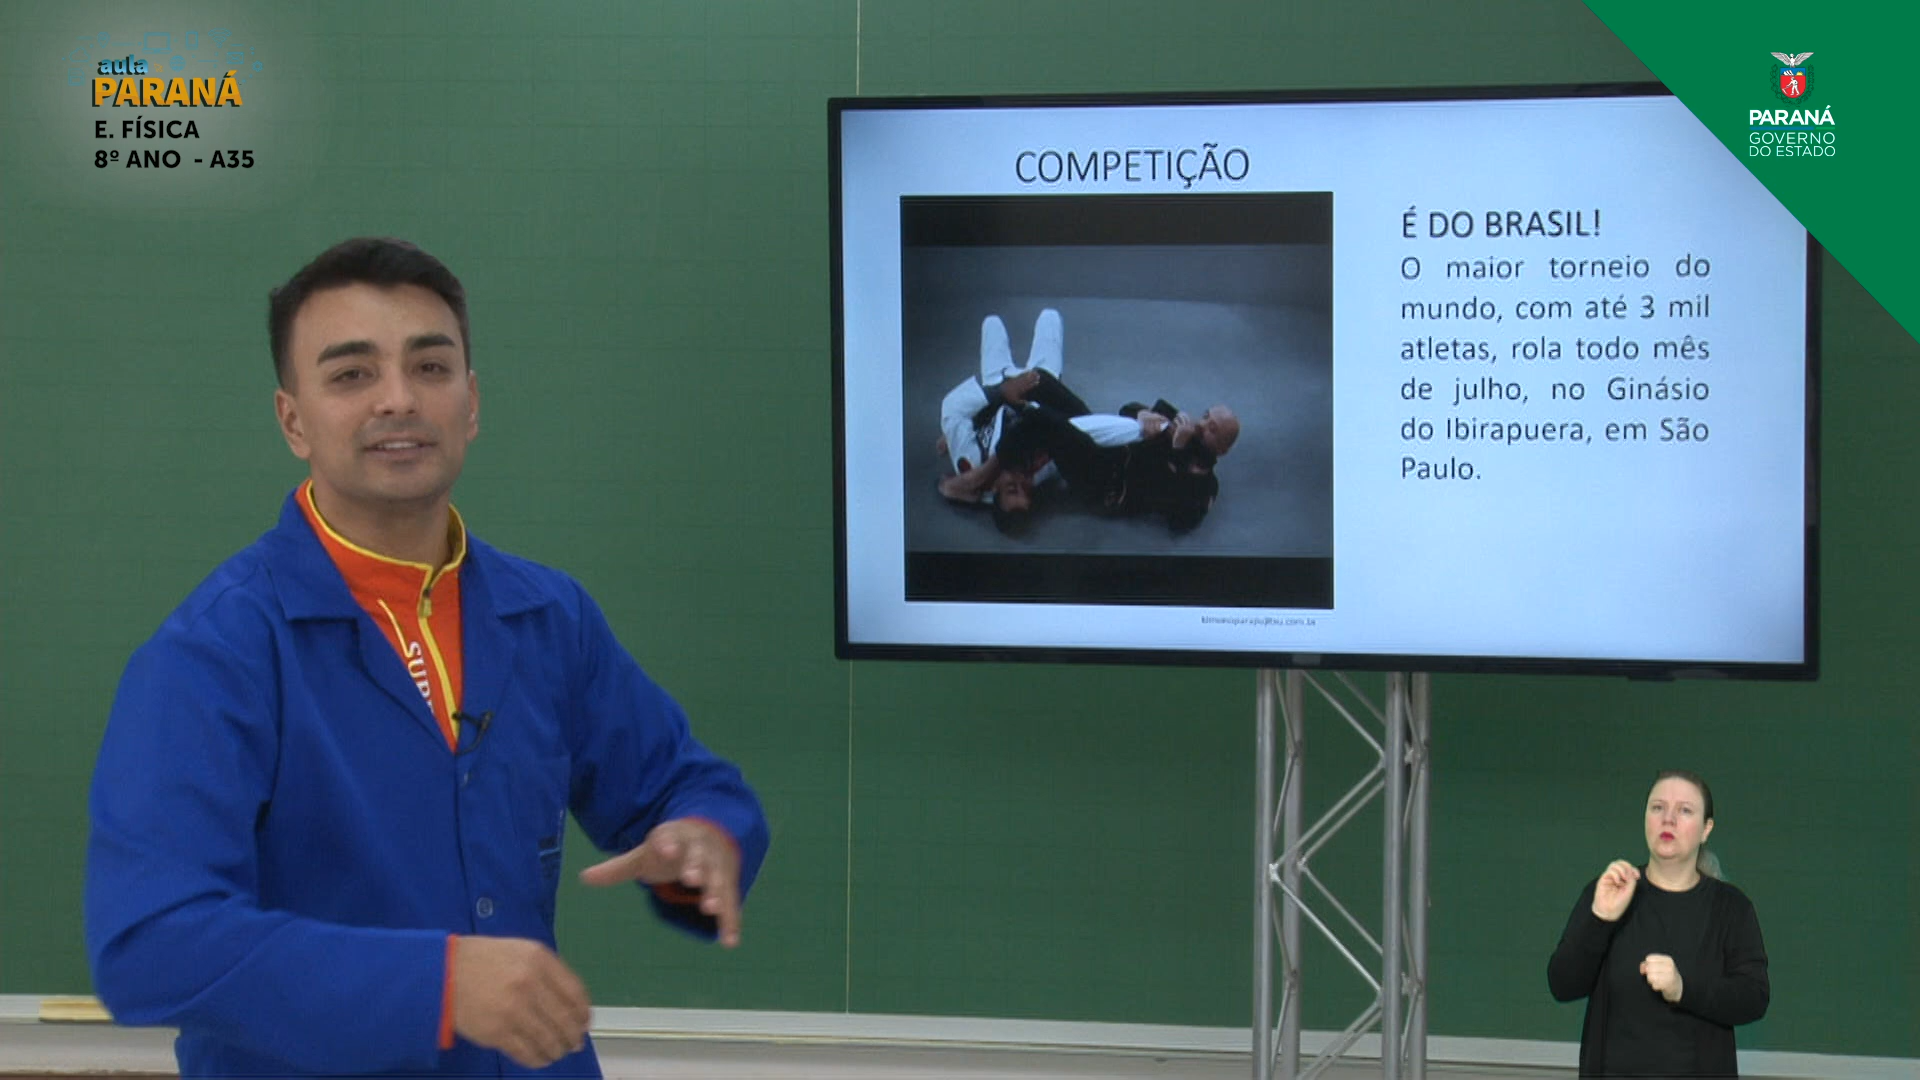 aula
PARANÁ
E. FÍSICA
8º ANO - A35
PARANÁ
GOVERNO
DO ESTADO
COMPETIÇÃO
É DO BRASIL!
O maior torneio do
mundo, com até 3 mil
atletas, rola todo mês
de julho, no Ginásio
do Ibirapuera, em São
Paulo.